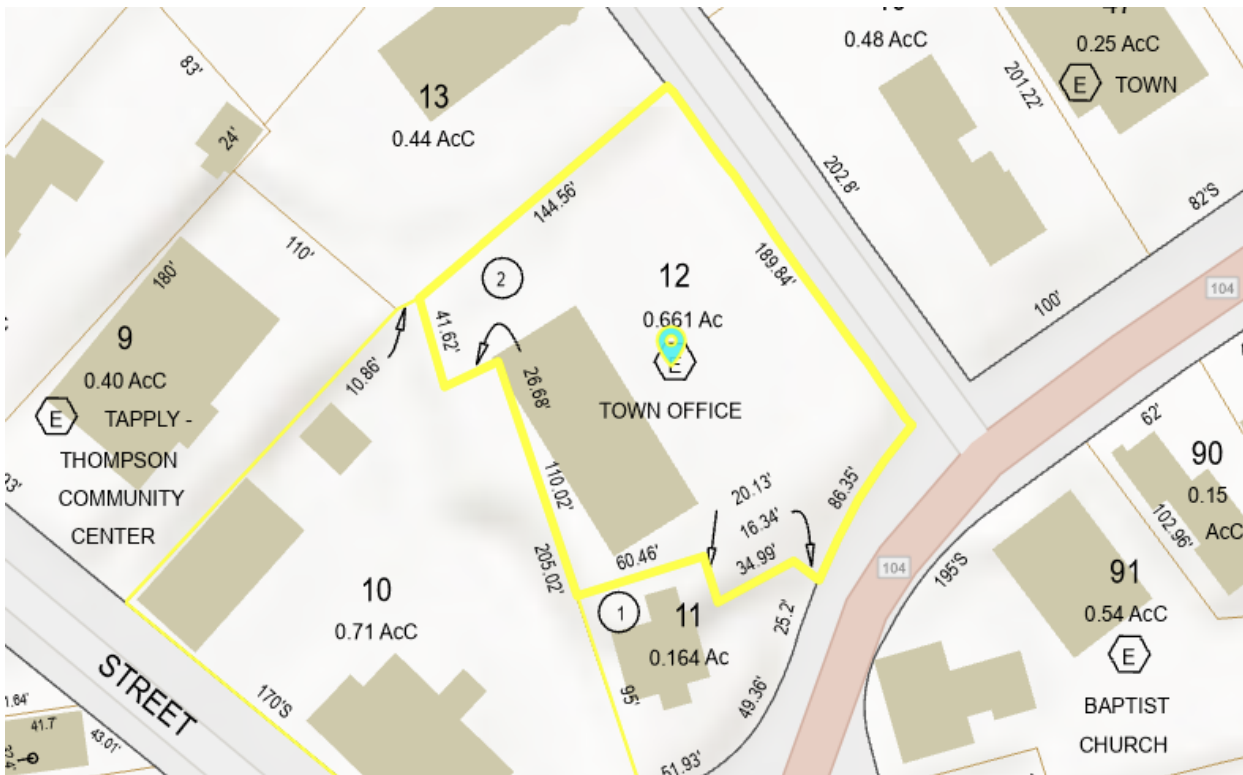 47
0.48 AcC
0.25 AcC
E TOWN
201.22'
83'
13
0.44 AcC
24'
202.8'
82'S
144.56'
110'
180'
2
12
0.661 Ac
E
TOWN OFFICE
189.84'
100'
104
41.62'
26.68'
10.86'
9
0.40 AcC
E TAPPLY -
THOMPSON
COMMUNITY
CENTER
62'
90
0.15
AcC
102.96'
110.02'
205.02'
20.13'
16.34'
86.35'
60.46'
34.99'
104
195'S
91
0.54 AcC
E
BAPTIST
CHURCH
10
0.71 AcC
1
11
0.164 Ac
25.2'
95'
49.36'
51.93'
STREET
170'S
1.64'
41.7'
43.01'